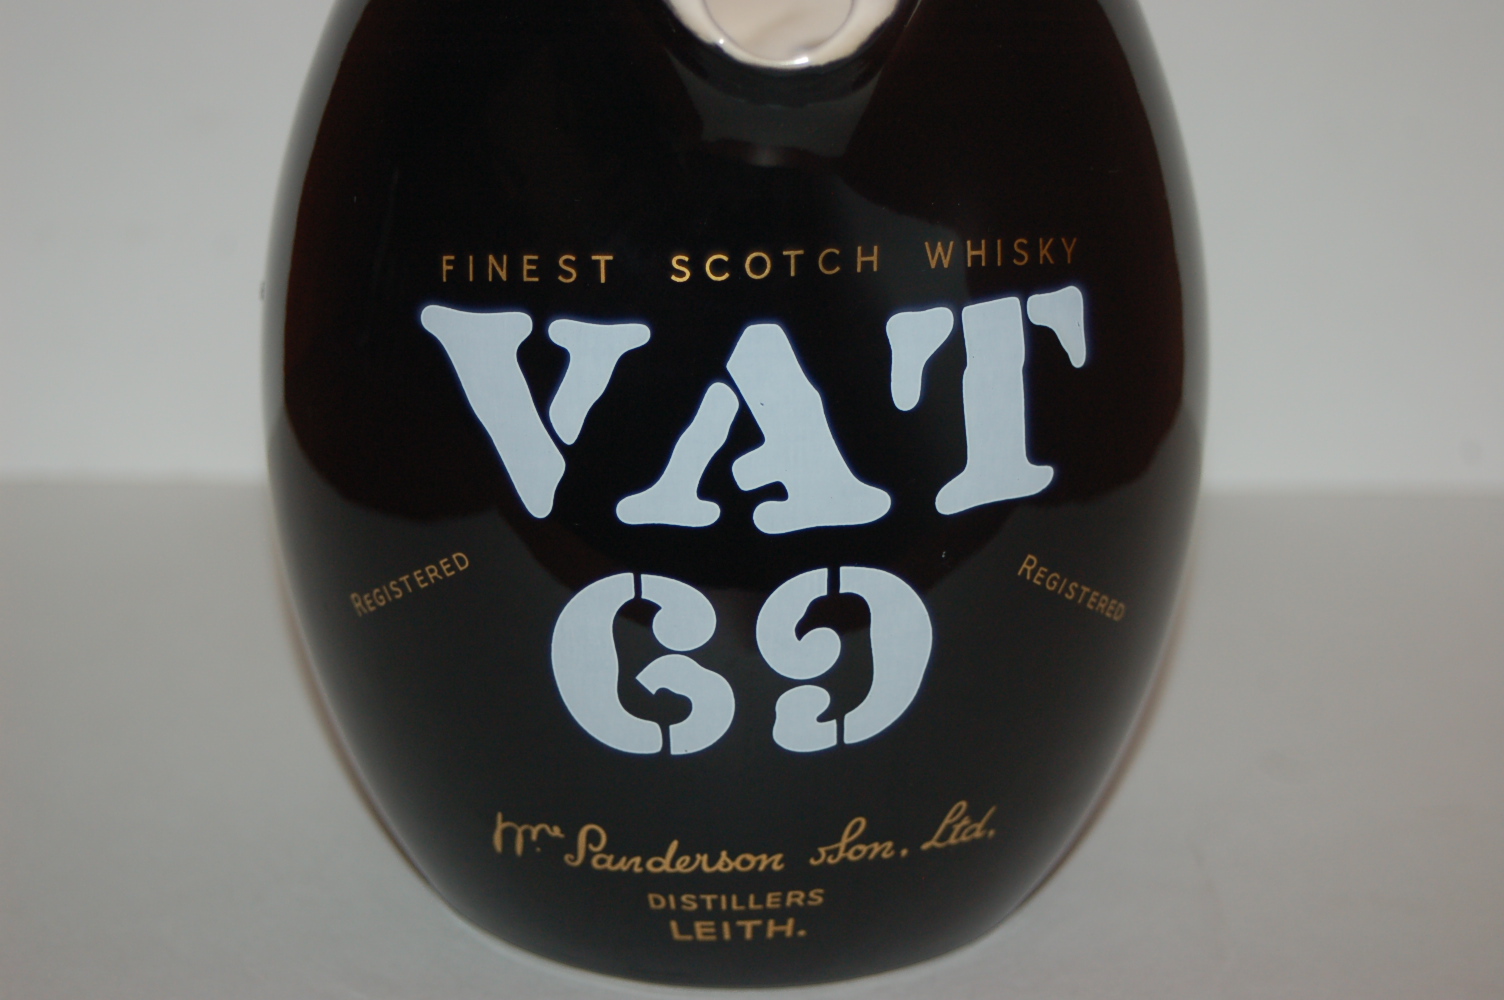 FINEST SCOTCH WHISKY
VAT
69
REGISTERED
REGISTERED
Wm. Sanderson & Son. Ltd.
DISTILLERS
LEITH.